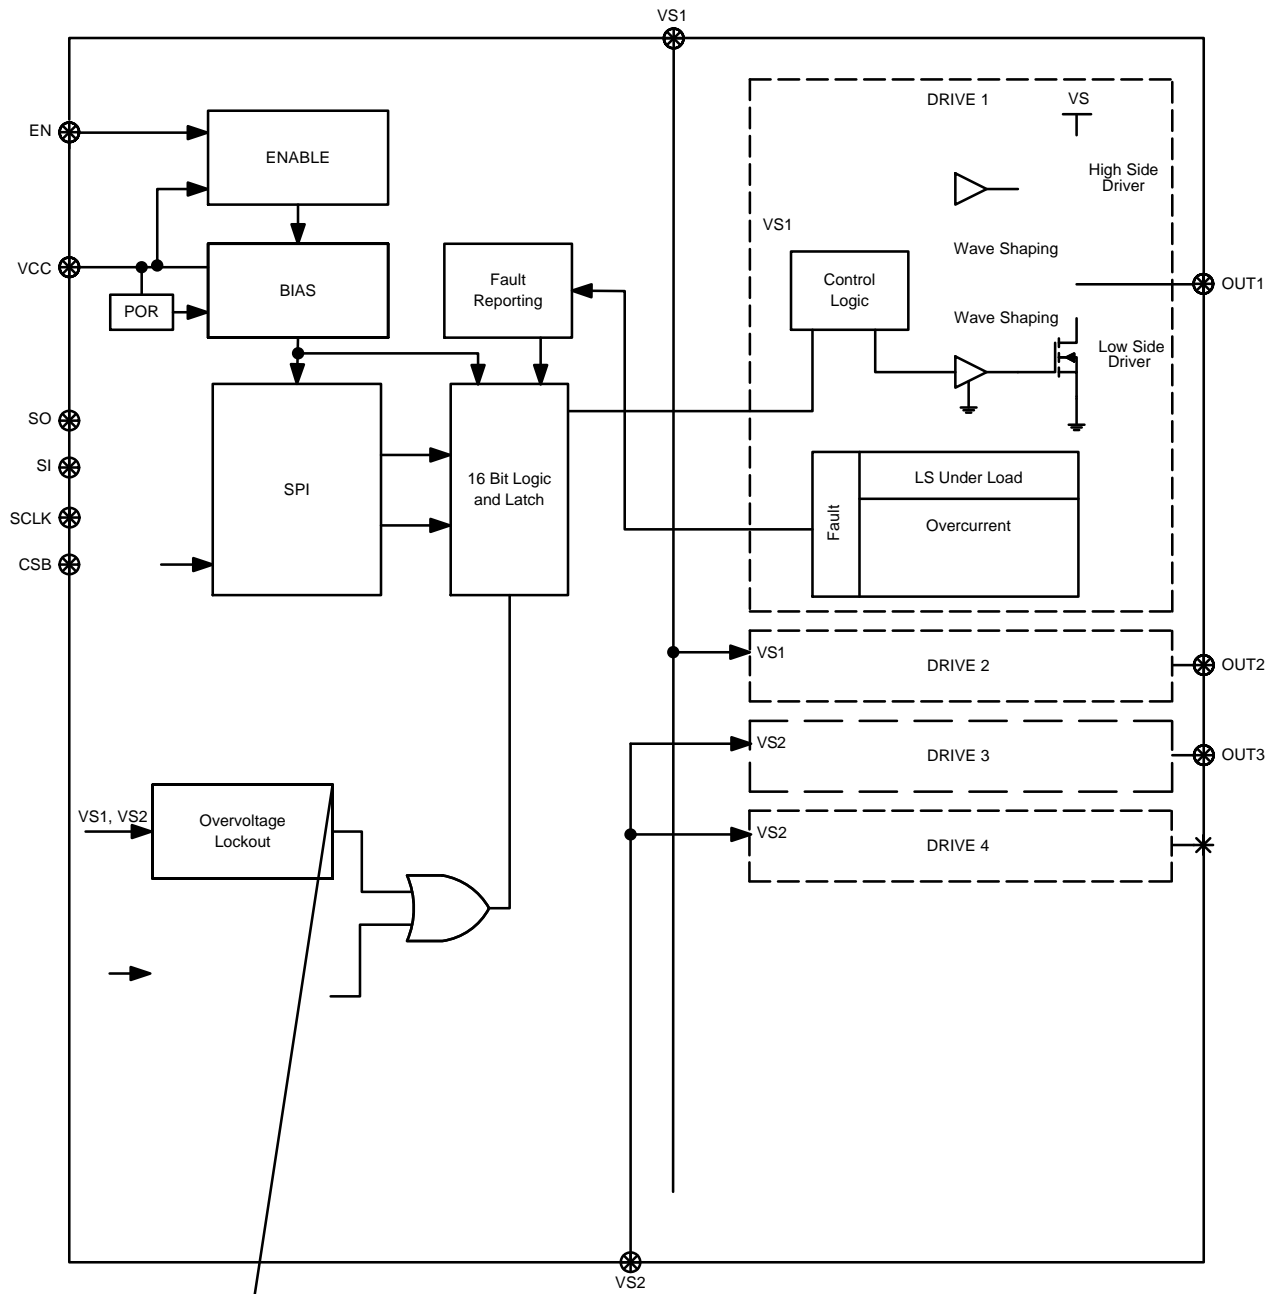 VS1
DRIVE 1
VS
EN
ENABLE
High Side
Driver
VS1
Wave Shaping
VCC
BIAS
Fault
Reporting
Control
Logic
OUT1
POR
Wave Shaping
Low Side
Driver
SO
SI
SPI
16 Bit Logic
and Latch
LS Under Load
SCLK
Fault
Overcurrent
CSB
VS1
DRIVE 2
OUT2
VS2
DRIVE 3
OUT3
VS1, VS2
Overvoltage
Lockout
VS2
DRIVE 4
VS2